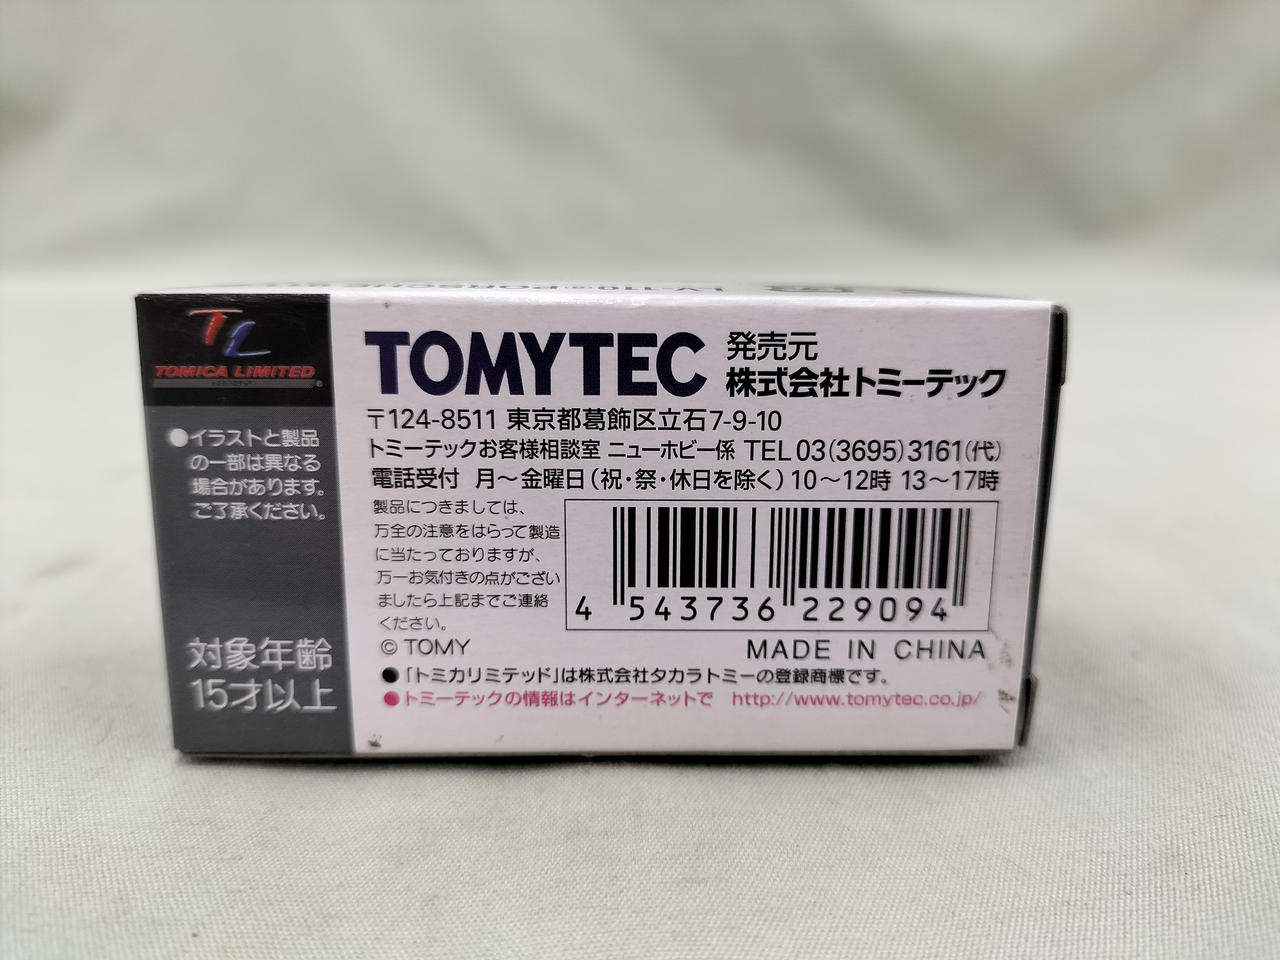 TL
TOMICA LIMITED
●イラストと製品
の一部は異なる
場合があります。
ご了承ください。
対象年齢
15才以上
TOMYTEC 発売元
株式会社トミーテック
〒124-8511 東京都葛飾区立石7-9-10
トミーテックお客様相談室 ニューホビー係 TEL 03(3695)3161(代)
電話受付 月〜金曜日(祝・祭・休日を除く)10〜12時 13〜17時
製品につきましては、
万全の注意をはらって製造
に当たっておりますが、
万一お気付きの点がござい
ましたら上記までご連絡
ください。
4 543736 229094
© TOMY MADE IN CHINA
●「トミカリミテッド」は株式会社タカラトミーの登録商標です。
●トミーテックの情報はインターネットで http://www.tomytec.co.jp/